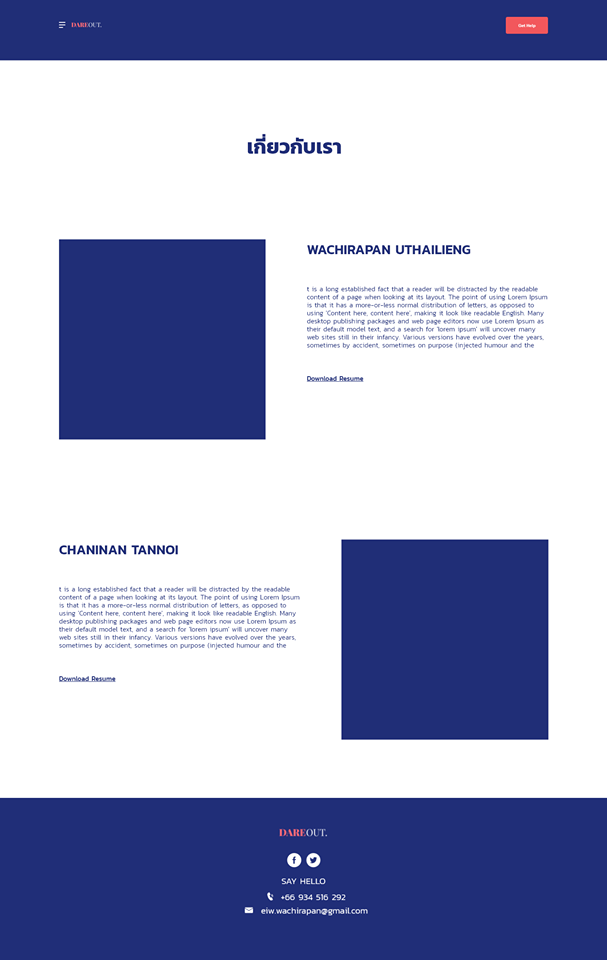 DAREOUT.
Get Help
เกี่ยวกับเรา
WACHIRAPAN UTHAILIENG
t is a long established fact that a reader will be distracted by the readable
content of a page when looking at its layout. The point of using Lorem Ipsum
is that it has a more-or-less normal distribution of letters, as opposed to
using 'Content here, content here', making it look like readable English. Many
desktop publishing packages and web page editors now use Lorem Ipsum as
their default model text, and a search for 'lorem ipsum' will uncover many
web sites still in their infancy. Various versions have evolved over the years,
sometimes by accident, sometimes on purpose (injected humour and the
Download Resume
CHANINAN TANNOI
t is a long established fact that a reader will be distracted by the readable
content of a page when looking at its layout. The point of using Lorem Ipsum
is that it has a more-or-less normal distribution of letters, as opposed to
using 'Content here, content here', making it look like readable English. Many
desktop publishing packages and web page editors now use Lorem Ipsum as
their default model text, and a search for 'lorem ipsum' will uncover many
web sites still in their infancy. Various versions have evolved over the years,
sometimes by accident, sometimes on purpose (injected humour and the
Download Resume
DAREOUT.
SAY HELLO
+66 934 516 292
eiw.wachirapan@gmail.com